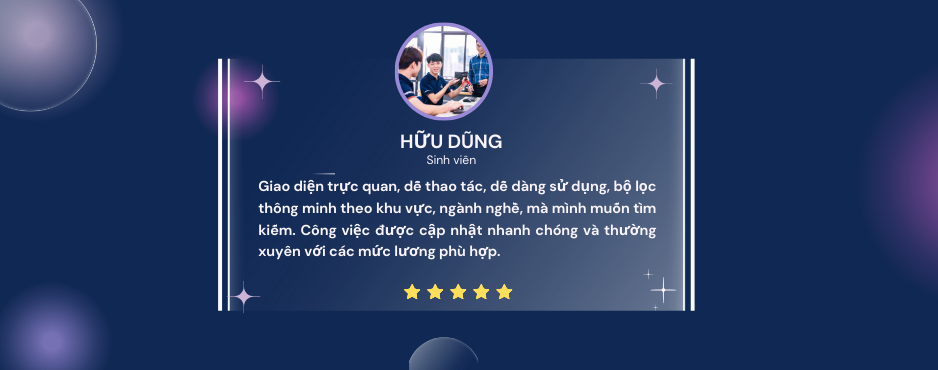 HỮU DŨNG
Sinh viên
Giao diện trực quan, dễ thao tác, dễ dàng sử dụng, bộ lọc
thông minh theo khu vực, ngành nghề, mà mình muốn tìm
kiếm. Công việc được cập nhật nhanh chóng và thường
xuyên với các mức lương phù hợp.